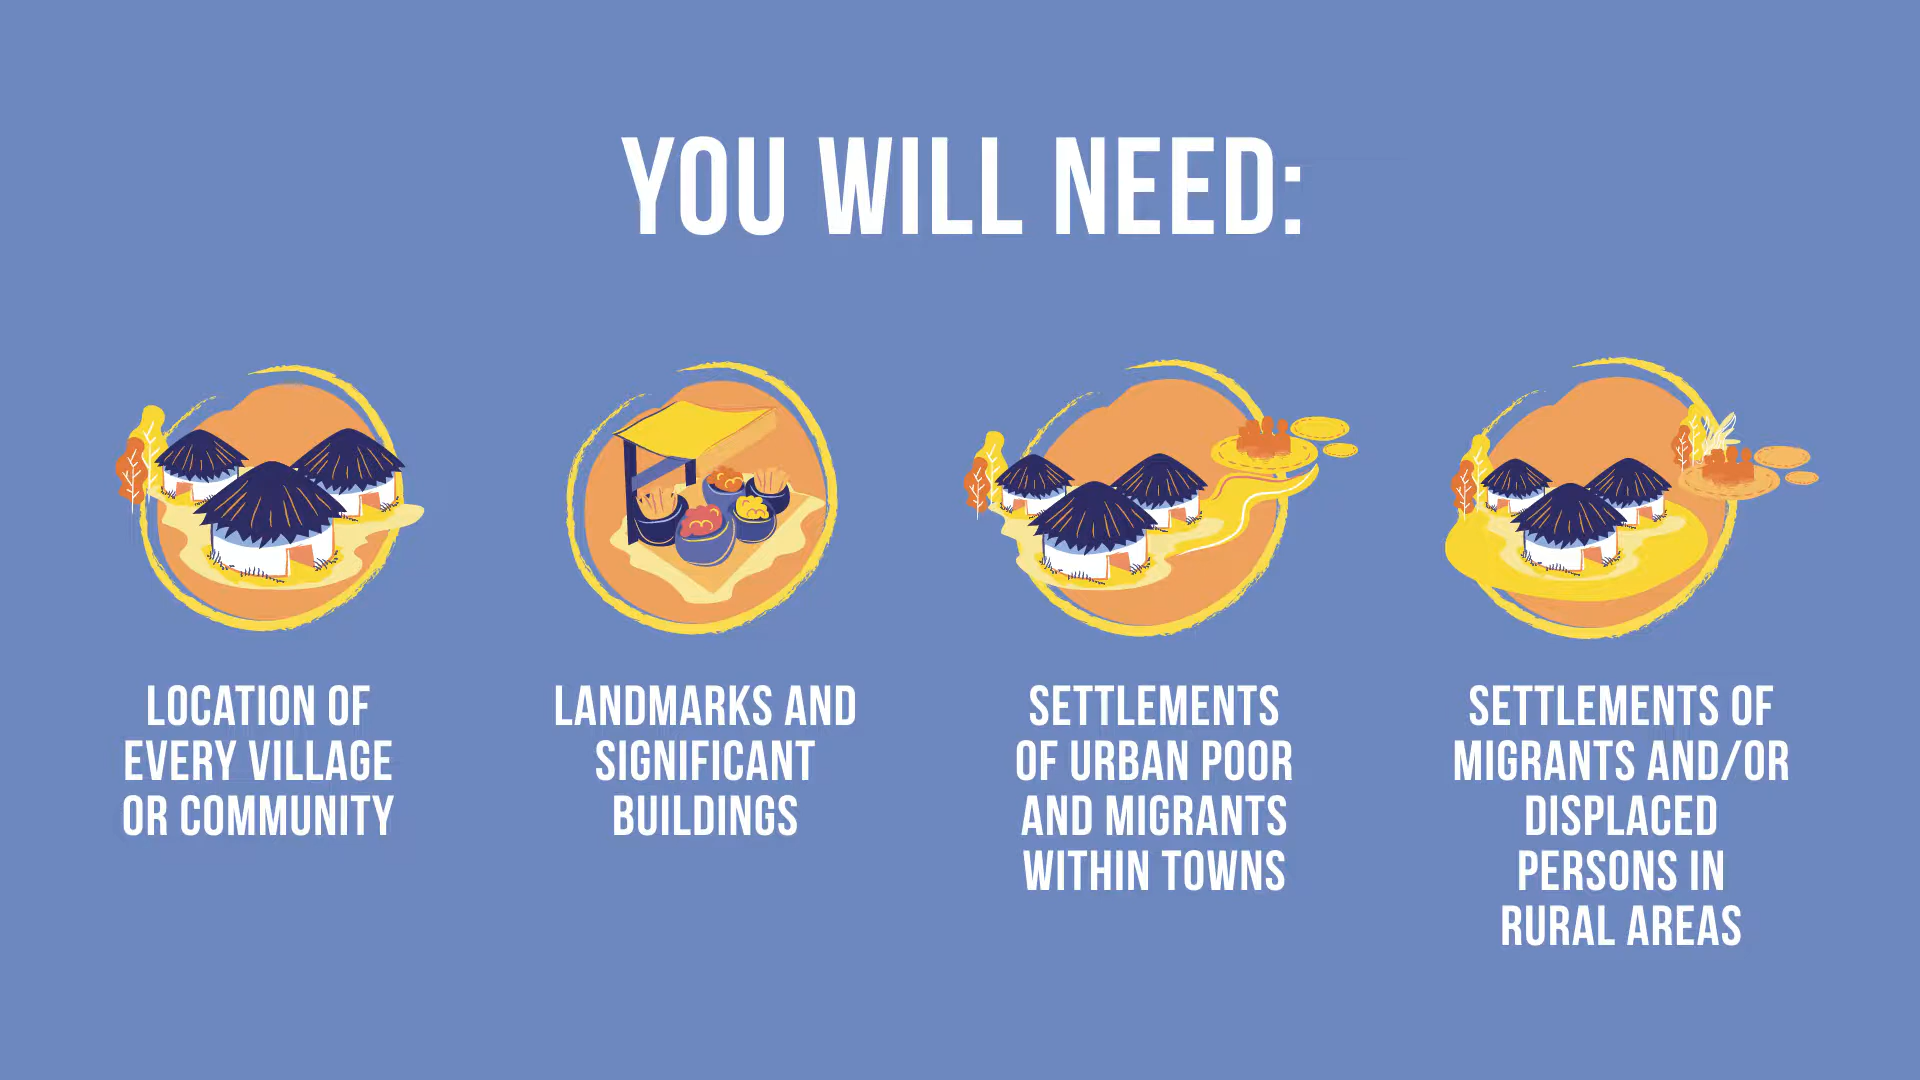 YOU WILL NEED:
LOCATION OF
EVERY VILLAGE
OR COMMUNITY
LANDMARKS AND
SIGNIFICANT
BUILDINGS
SETTLEMENTS
OF URBAN POOR
AND MIGRANTS
WITHIN TOWNS
SETTLEMENTS OF
MIGRANTS AND/OR
DISPLACED
PERSONS IN
RURAL AREAS